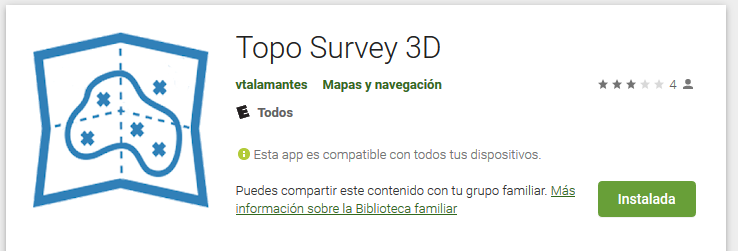 Topo Survey 3D
vtalamantes Mapas y navegación
4
E Todos
Esta app es compatible con todos tus dispositivos.
Puedes compartir este contenido con tu grupo familiar. Más
información sobre la Biblioteca familiar
Instalada